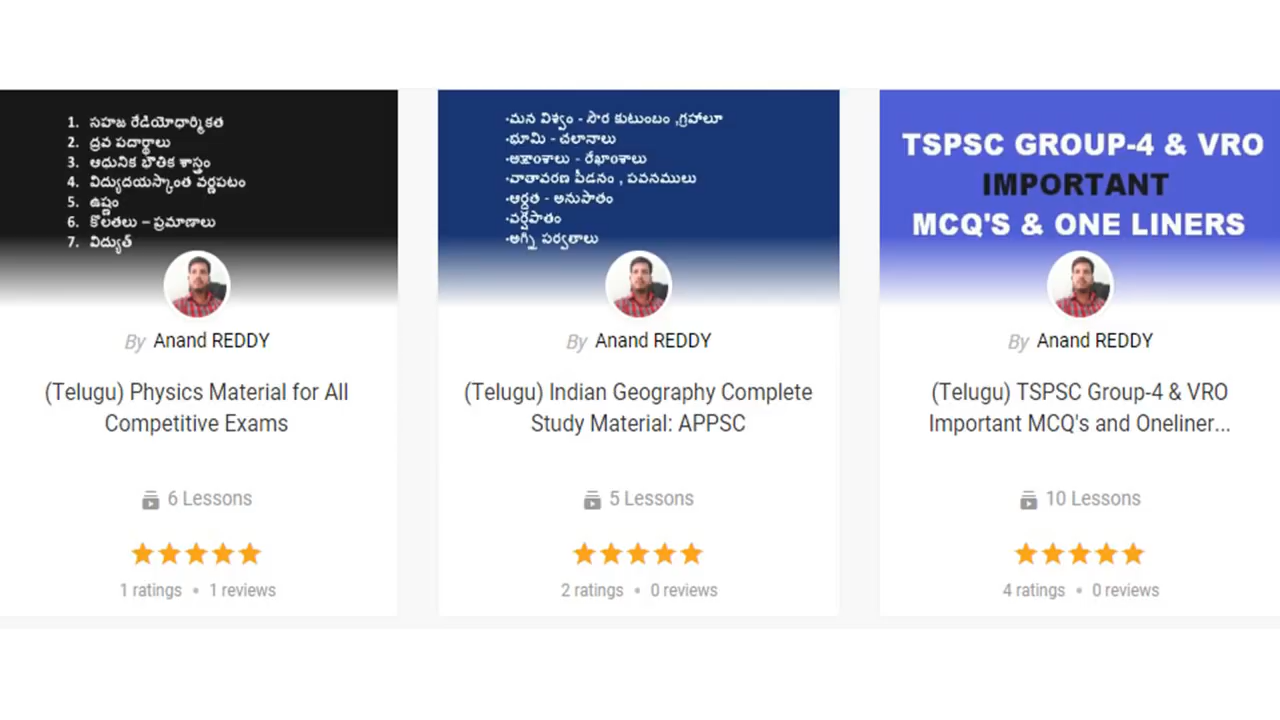 1. సహజ రేడియోధార్మికత
2. ద్రవ పదార్థాలు
3. ఆధునిక భౌతిక శాస్త్రం
4. విద్యుదయస్కాంత వర్ణపటం
5. ఉష్ణం
6. కొలతలు – ప్రమాణాలు
7. విద్యుత్
By Anand REDDY
(Telugu) Physics Material for All
Competitive Exams
6 Lessons
1 ratings • 1 reviews
•మన విశ్వం - సౌర కుటుంబం ,గ్రహాలూ
•భూమి - చలనాలు
•అక్షాంశాలు - రేఖాంశాలు
•వాతావరణ పీడనం , పవనములు
•ఆర్ద్రత - అనుపాతం
•వర్షపాతం
•అగ్ని పర్వతాలు
By Anand REDDY
(Telugu) Indian Geography Complete
Study Material: APPSC
5 Lessons
2 ratings • 0 reviews
TSPSC GROUP-4 & VRO
IMPORTANT
MCQ'S & ONE LINERS
By Anand REDDY
(Telugu) TSPSC Group-4 & VRO
Important MCQ's and Oneliner...
10 Lessons
4 ratings • 0 reviews